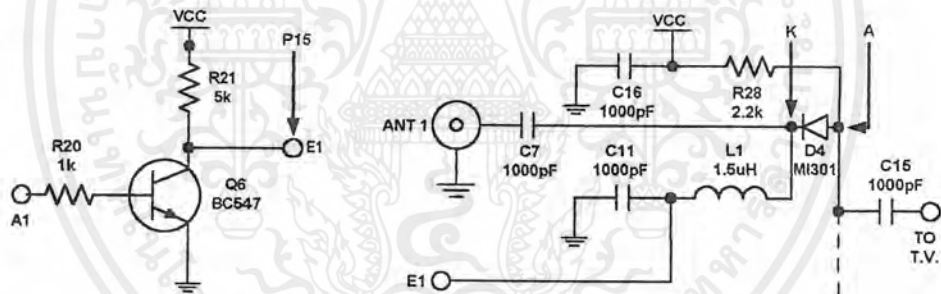 VCC
P15
R21
5k
E1
R20
1k
A1
Q6
BC547
VCC
K
A
C16
1000pF
R28
2.2k
ANT 1
C7
1000pF
C11
1000pF
L1
1.5uH
D4
MI301
C15
1000pF
TO
T.V.
E1